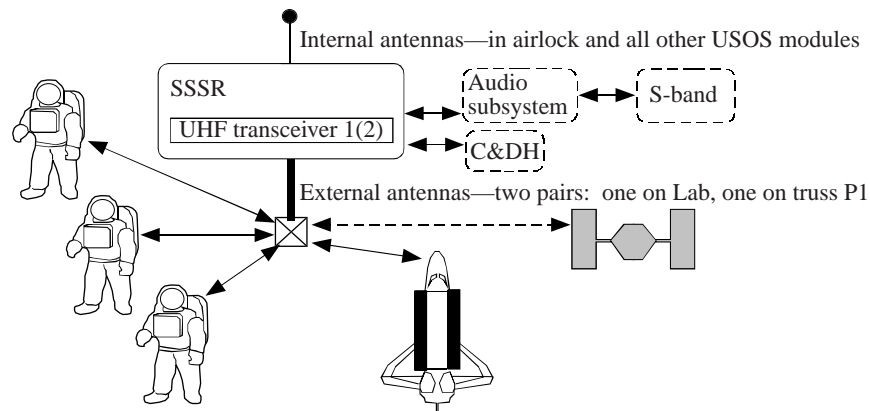 Internal antennas—in airlock and all other USOS modules
SSSR
UHF transceiver 1(2)
Audio
subsystem
S-band
C&DH
External antennas—two pairs: one on Lab, one on truss P1